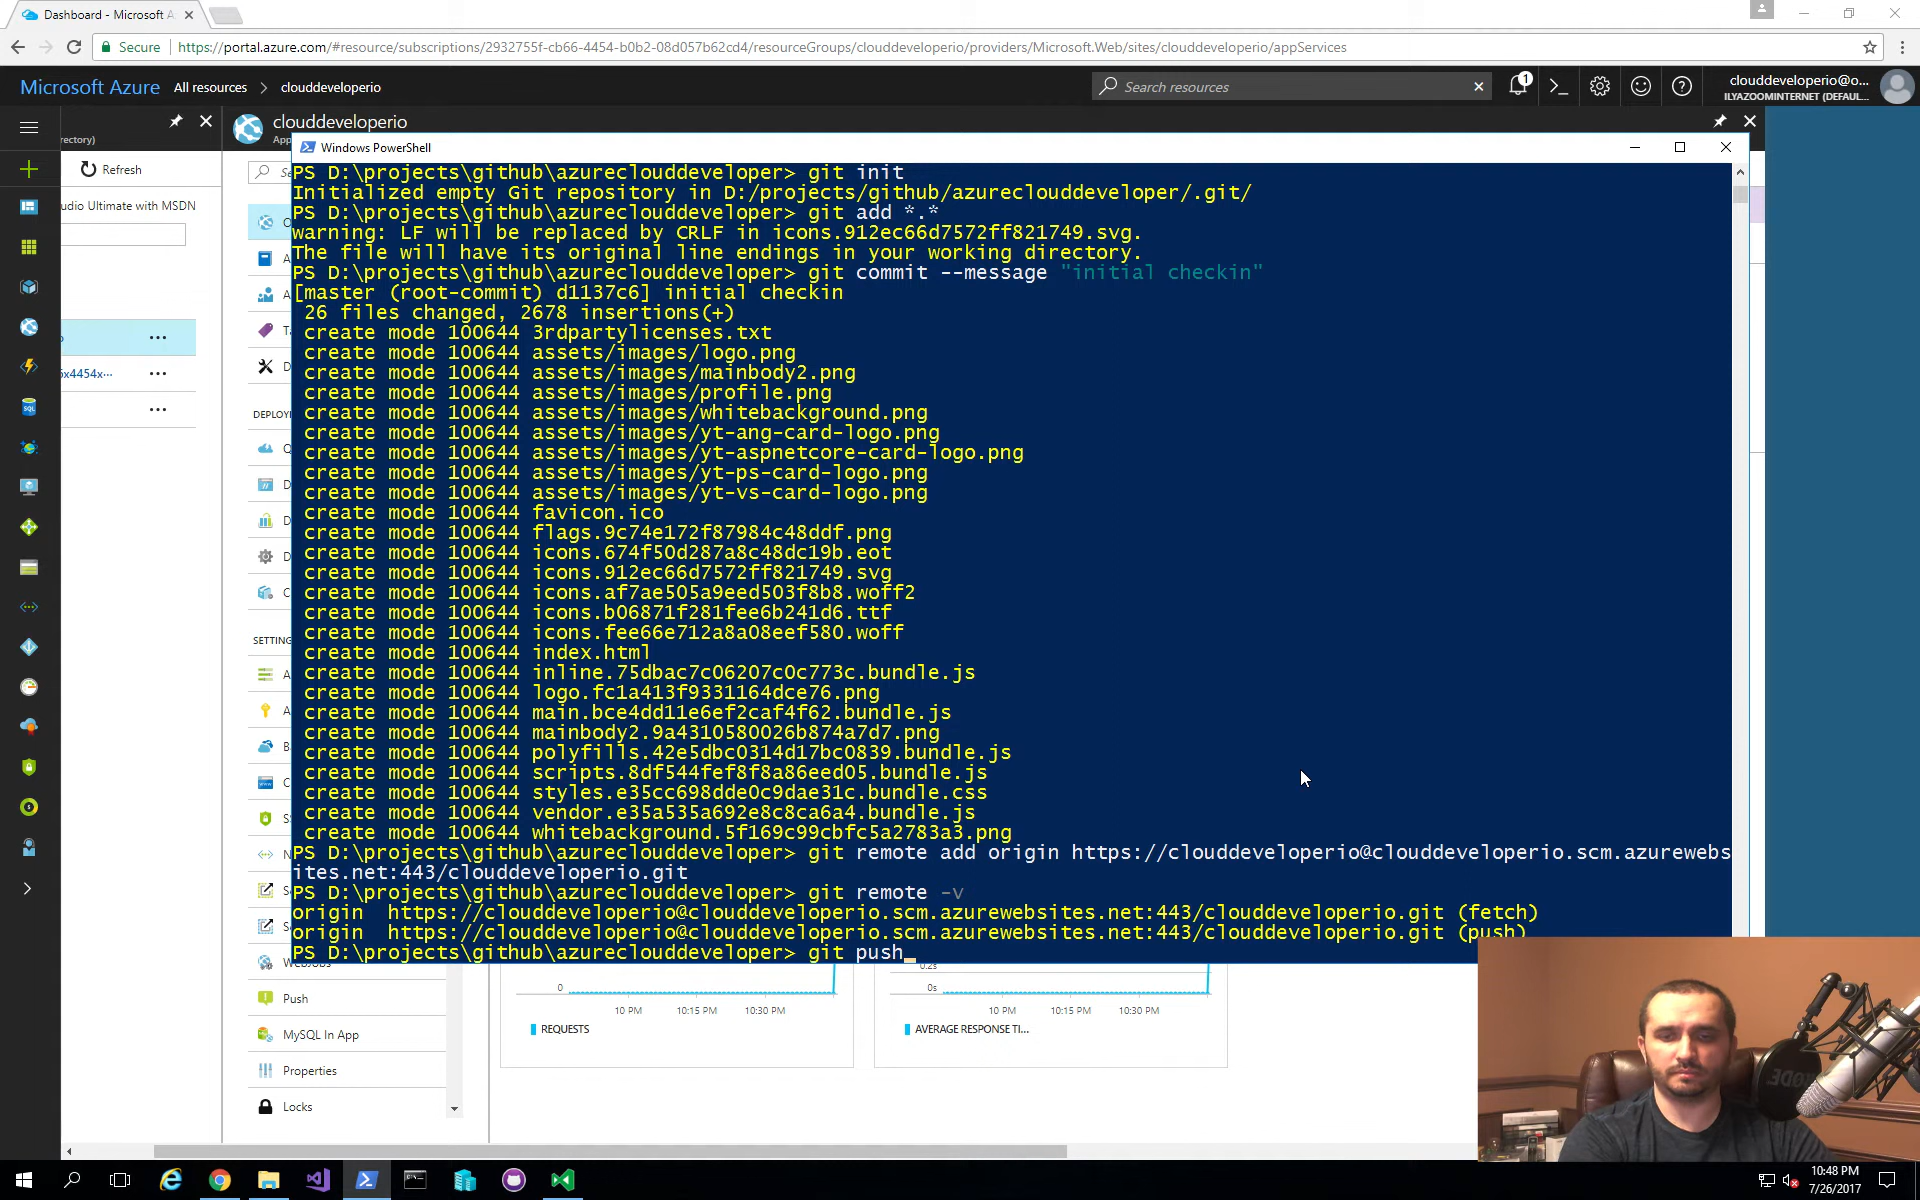 Dashboard - Microsoft A
Secure
https://portal.azure.com/#resource/subscriptions/2932755f-cb66-4454-b0b2-08d057b62cd4/resourceGroups/clouddeveloperio/providers/Microsoft.Web/sites/clouddeveloperio/appServices
Microsoft Azure
All resources > clouddeveloperio
Search resources
1
clouddeveloperio@o...
ILYAZOOMINTERNET (DEFAUL...
rectory)
Refresh
udio Ultimate with MSDN
x4454x...
clouddeveloperio
App
Se
Windows PowerShell
PS D:\projects\github\azureclouddeveloper> git init
Initialized empty Git repository in D:/projects/github/azureclouddeveloper/.git/
PS D:\projects\github\azureclouddeveloper> git add *.*
warning: LF will be replaced by CRLF in icons.912ec66d7572ff821749.svg.
The file will have its original line endings in your working directory.
PS D:\projects\github\azureclouddeveloper> git commit --message "initial checkin"
[master (root-commit) d1137c6] initial checkin
26 files changed, 2678 insertions(+)
create mode 100644 3rdpartylicenses.txt
create mode 100644 assets/images/logo.png
create mode 100644 assets/images/mainbody2.png
create mode 100644 assets/images/profile.png
create mode 100644 assets/images/whitebackground.png
create mode 100644 assets/images/yt-ang-card-logo.png
create mode 100644 assets/images/yt-aspnetcore-card-logo.png
create mode 100644 assets/images/yt-ps-card-logo.png
create mode 100644 assets/images/yt-vs-card-logo.png
create mode 100644 favicon.ico
create mode 100644 flags.9c74e172f87984c48ddf.png
create mode 100644 icons.674f50d287a8c48dc19b.eot
create mode 100644 icons.912ec66d7572ff821749.svg
create mode 100644 icons.af7ae505a9eed503f8b8.woff2
create mode 100644 icons.b06871f281fee6b241d6.ttf
create mode 100644 icons.fee66e712a8a08eef580.woff
create mode 100644 index.html
create mode 100644 inline.75dbac7c06207c0c773c.bundle.js
create mode 100644 logo.fc1a413f9331164dce76.png
create mode 100644 main.bce4dd11e6ef2caf4f62.bundle.js
create mode 100644 mainbody2.9a4310580026b874a7d7.png
create mode 100644 polyfills.42e5dbc0314d17bc0839.bundle.js
create mode 100644 scripts.8df544fef8f8a86eed05.bundle.js
create mode 100644 styles.e35cc698dde0c9dae31c.bundle.css
create mode 100644 vendor.e35a535a692e8c8ca6a4.bundle.js
create mode 100644 whitebackground.5f169c99cbfc5a2783a3.png
PS D:\projects\github\azureclouddeveloper> git remote add origin https://clouddeveloperio@clouddeveloperio.scm.azurewebs
ites.net:443/clouddeveloperio.git
PS D:\projects\github\azureclouddeveloper> git remote -v
origin https://clouddeveloperio@clouddeveloperio.scm.azurewebsites.net:443/clouddeveloperio.git (fetch)
origin https://clouddeveloperio@clouddeveloperio.scm.azurewebsites.net:443/clouddeveloperio.git (push)
PS D:\projects\github\azureclouddeveloper> git push
DEPLOY
SETTING
WebJobs
Push
MySQL In App
Properties
Locks
0
10 PM 10:15 PM 10:30 PM
REQUESTS
0.2s
0s
10 PM 10:15 PM 10:30 PM
AVERAGE RESPONSE TI...
10:48 PM
7/26/2017